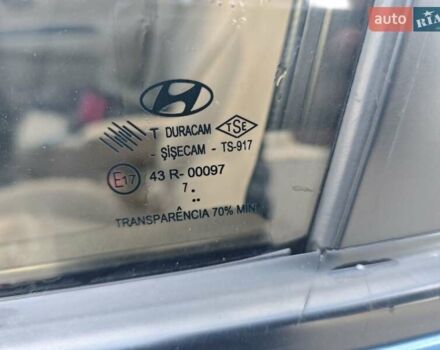 auto RIA
T DURACAM TSE
- ŞİŞECAM - TS-917
E17 43 R- 00097
7.
..
TRANSPARÊNCIA 70% MIN